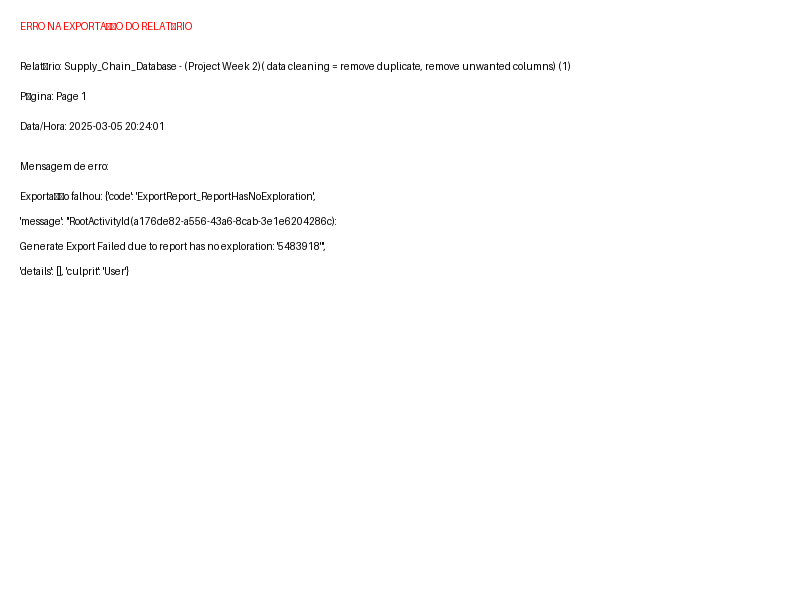 ERRO NA EXPORTA▯▯O DO RELAT▯RIO
Relat▯rio: Supply_Chain_Database - (Project Week 2)( data cleaning = remove duplicate, remove unwanted columns) (1)
P▯gina: Page 1
Data/Hora: 2025-03-05 20:24:01
Mensagem de erro:
Exporta▯▯o falhou: {'code': 'ExportReport_ReportHasNoExploration',
'message': "RootActivityId(a176de82-a556-43a6-8cab-3e1e6204286c):
Generate Export Failed due to report has no exploration: '5483918'",
'details': [], 'culprit': 'User'}